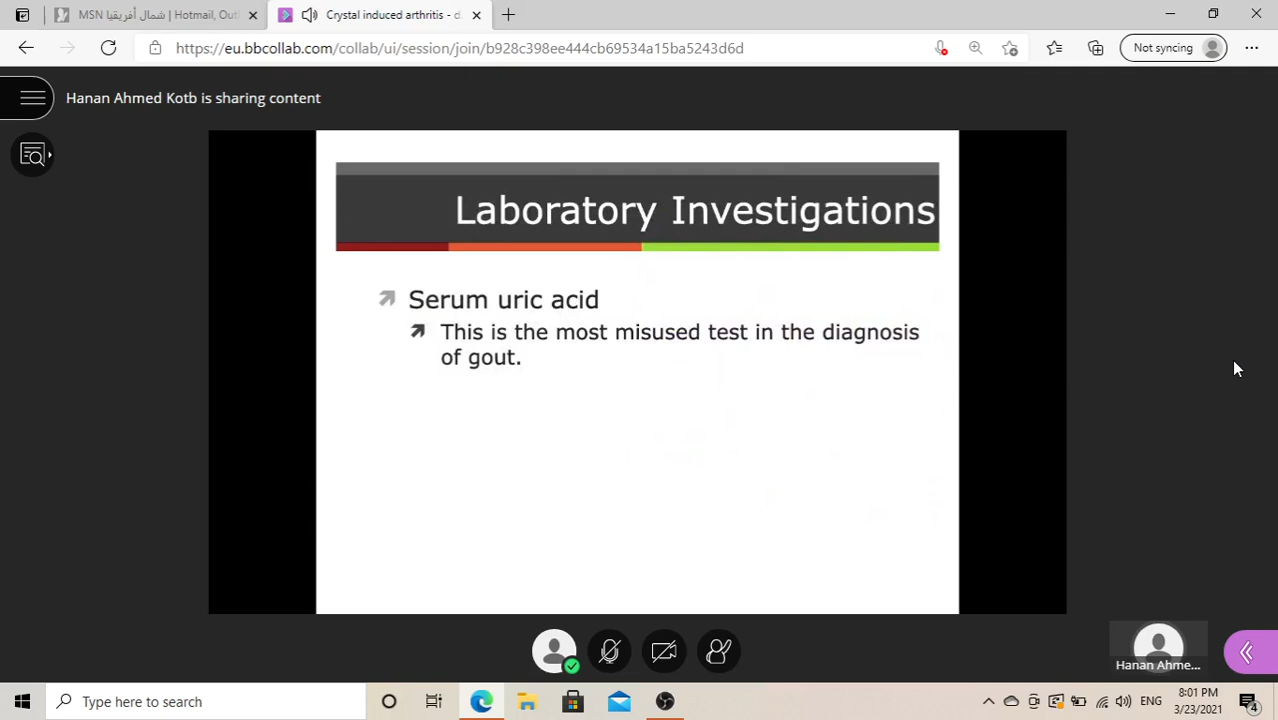 MSN شمال أفريقيا | Hotmail, Outl
Crystal induced arthritis - d
https://eu.bbcollab.com/collab/ui/session/join/b928c398ee444cb69534a15ba5243d6d
Not syncing
Hanan Ahmed Kotb is sharing content
Laboratory Investigations
Serum uric acid
This is the most misused test in the diagnosis
of gout.
Hanan Ahme...
Type here to search
ENG
8:01 PM
3/23/2021
4